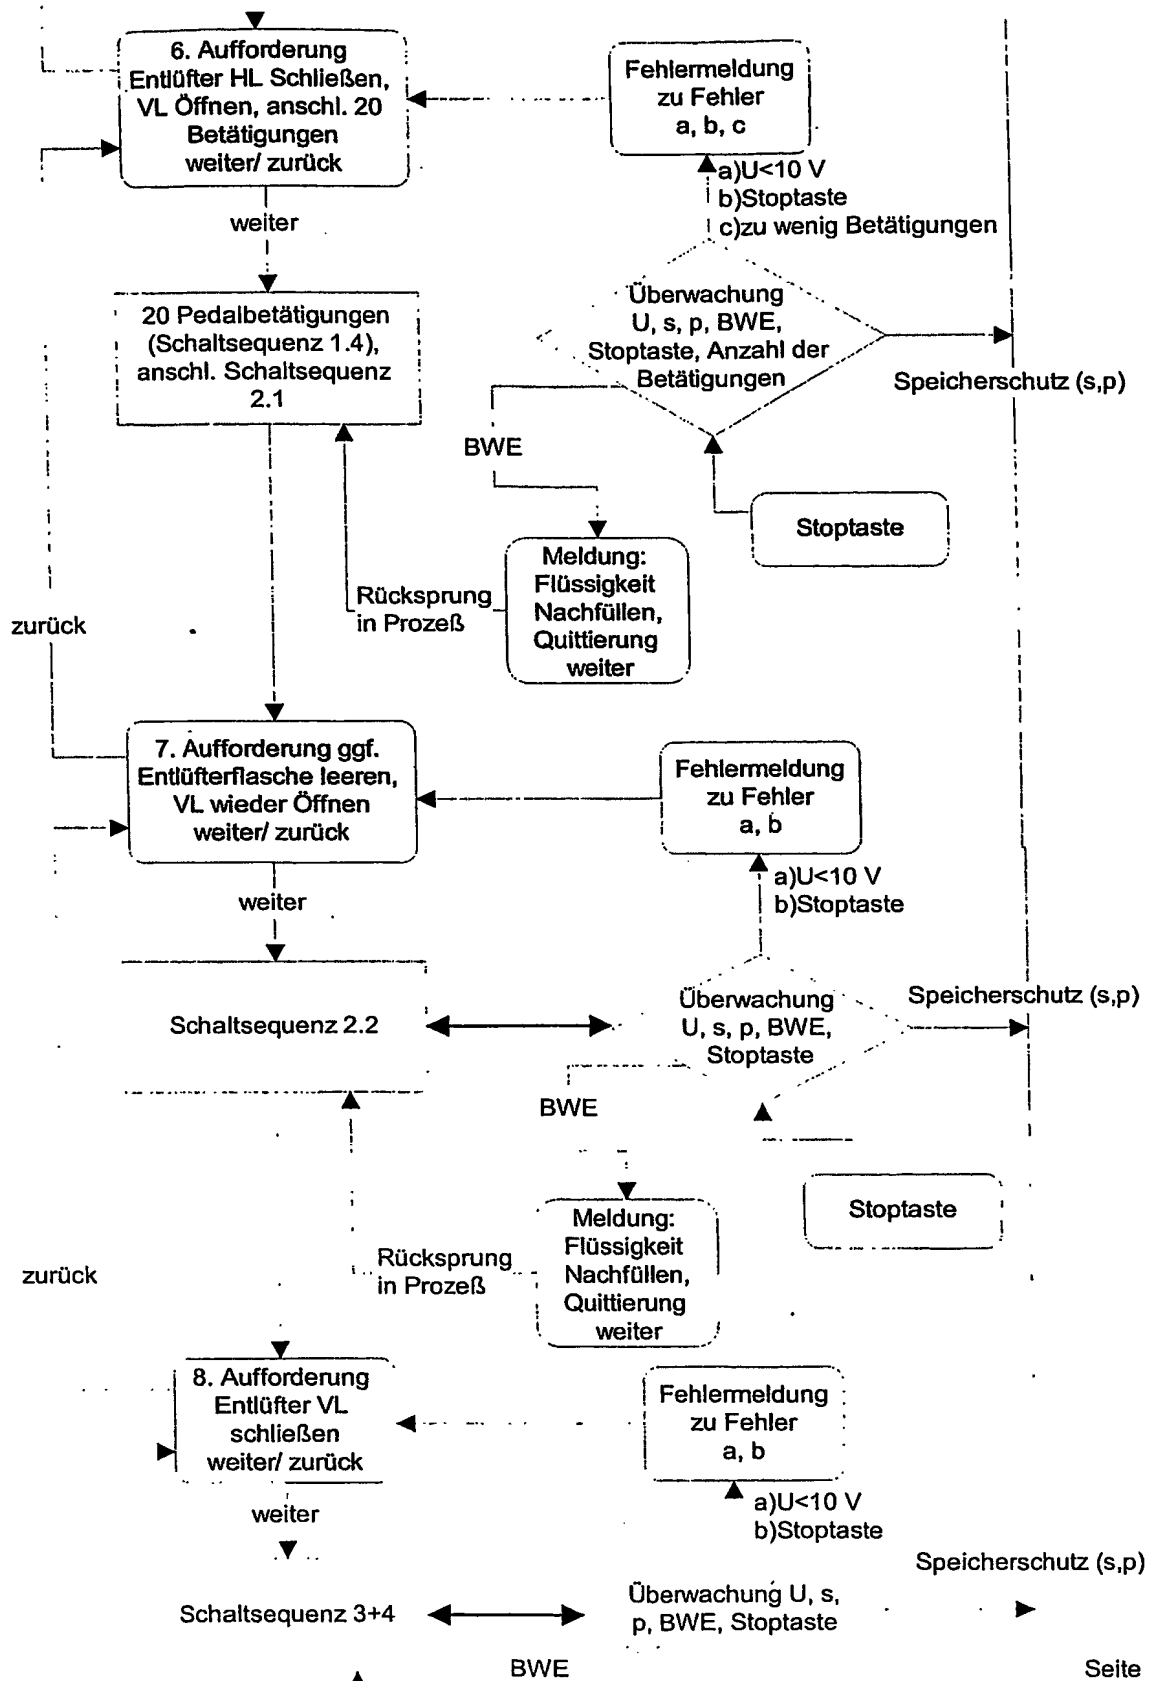 6. Aufforderung
Entlüfter HL Schließen,
VL Öffnen, anschl. 20
Betätigungen
weiter/ zurück
Fehlermeldung
zu Fehler
a, b, c
a)U<10 V
b)Stoptaste
c)zu wenig Betätigungen
weiter
20 Pedalbetätigungen
(Schaltsequenz 1.4),
anschl. Schaltsequenz
2.1
Überwachung
U, s, p, BWE,
Stoptaste, Anzahl der
Betätigungen
Speicherschutz (s,p)
BWE
Stoptaste
Meldung:
Flüssigkeit
Nachfüllen,
Quittierung
weiter
Rücksprung
in Prozeß
zurück
7. Aufforderung ggf.
Entlüfterflasche leeren,
VL wieder Öffnen
weiter/ zurück
Fehlermeldung
zu Fehler
a, b
a)U<10 V
b)Stoptaste
weiter
Schaltsequenz 2.2
Überwachung
U, s, p, BWE,
Stoptaste
Speicherschutz (s,p)
BWE
Stoptaste
Meldung:
Flüssigkeit
Nachfüllen,
Quittierung
weiter
Rücksprung
in Prozeß
zurück
8. Aufforderung
Entlüfter VL
schließen
weiter/ zurück
Fehlermeldung
zu Fehler
a, b
a)U<10 V
b)Stoptaste
weiter
Schaltsequenz 3+4
Überwachung U, s,
p, BWE, Stoptaste
Speicherschutz (s,p)
BWE
Seite